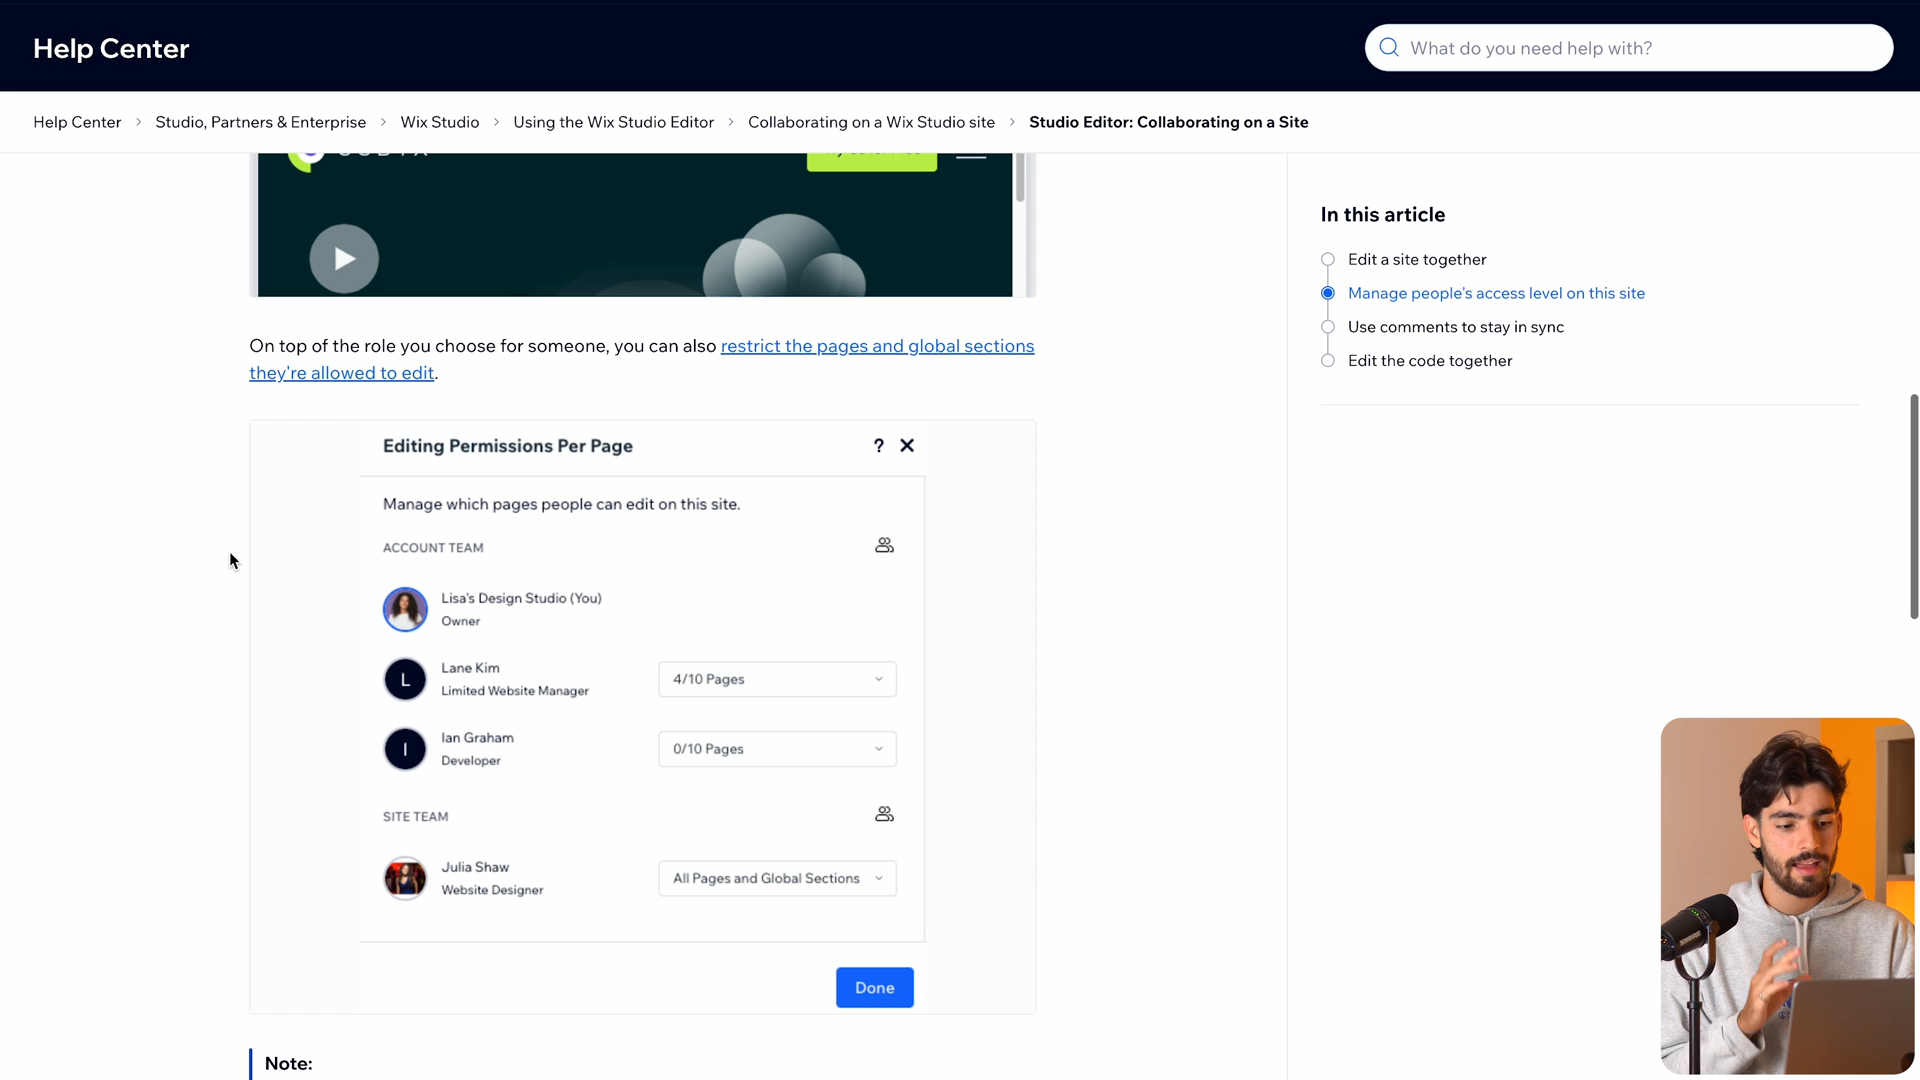 Help Center
What do you need help with?
Help Center > Studio, Partners & Enterprise > Wix Studio > Using the Wix Studio Editor > Collaborating on a Wix Studio site > Studio Editor: Collaborating on a Site
On top of the role you choose for someone, you can also restrict the pages and global sections
they're allowed to edit.
Editing Permissions Per Page
?
Manage which pages people can edit on this site.
ACCOUNT TEAM
Lisa's Design Studio (You)
Owner
L
Lane Kim
Limited Website Manager
4/10 Pages
I
Ian Graham
Developer
0/10 Pages
SITE TEAM
Julia Shaw
Website Designer
All Pages and Global Sections
Done
Note:
In this article
Edit a site together
Manage people's access level on this site
Use comments to stay in sync
Edit the code together
SHURE